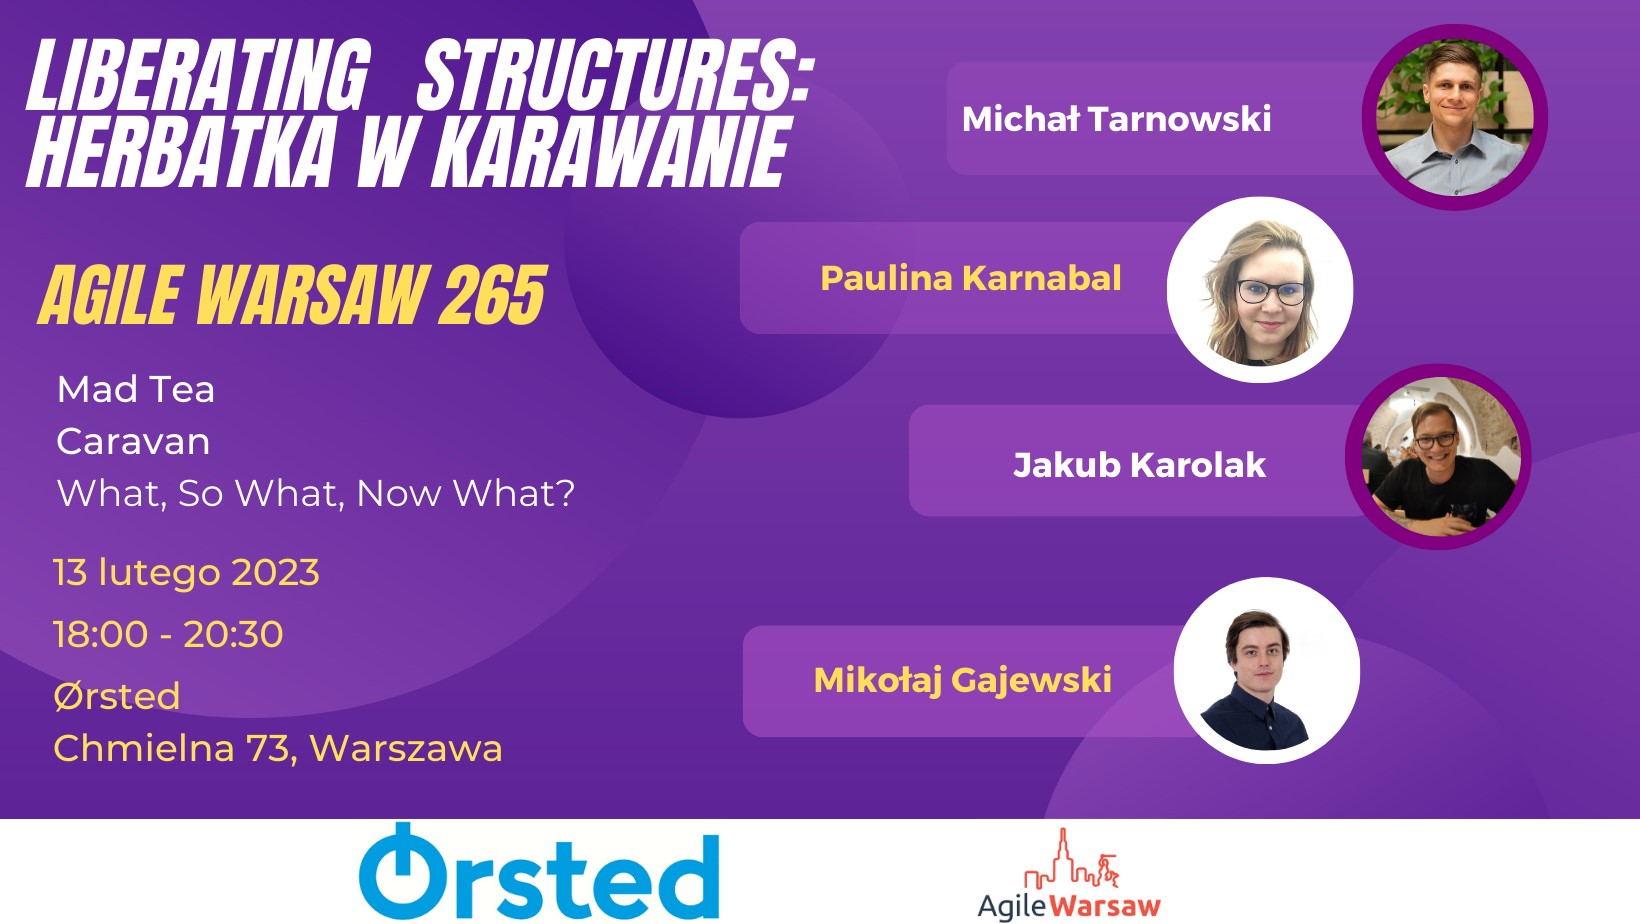 LIBERATING STRUCTURES:
HERBATKA W KARAWANIE
AGILE WARSAW 265
Mad Tea
Caravan
What, So What, Now What?
13 lutego 2023
18:00 - 20:30
Ørsted
Chmielna 73, Warszawa
Michał Tarnowski
Paulina Karnabal
Jakub Karolak
Mikołaj Gajewski
Ørsted
AgileWarsaw